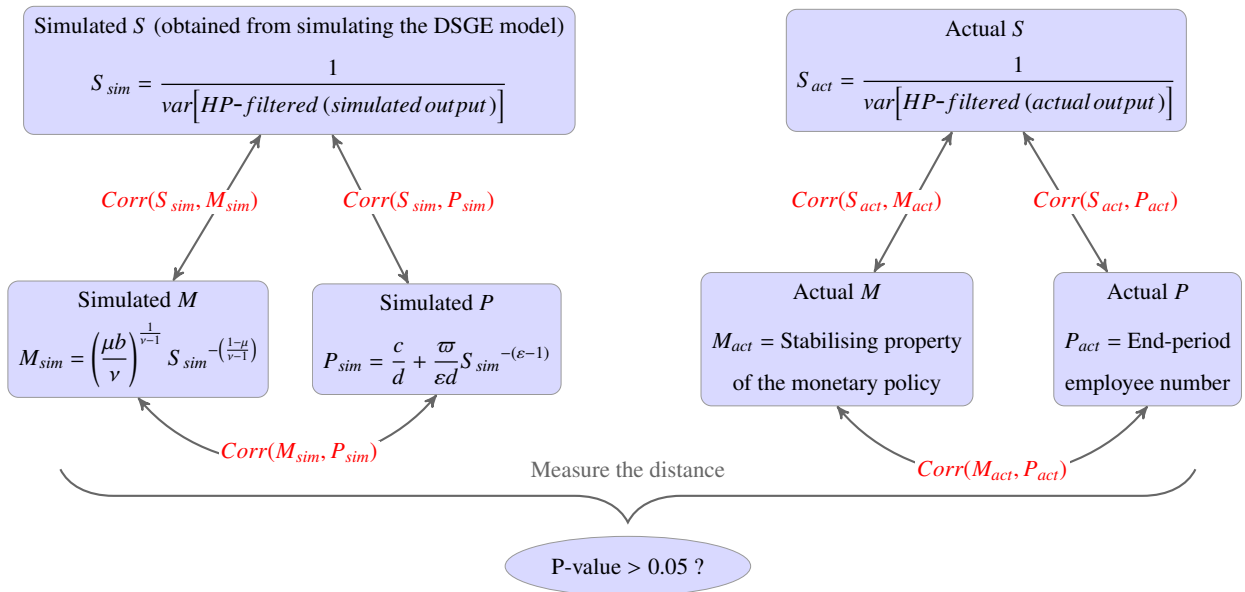 Simulated S (obtained from simulating the DSGE model)
S_sim = 1 / var[HP-filtered (simulated output)]
Corr(S_sim, M_sim)
Corr(S_sim, P_sim)
Simulated M
M_sim = (μb/ν)^(1/(ν−1)) S_sim^−((1−μ)/(ν−1))
Simulated P
P_sim = c/d + ϖ/(εd) S_sim^−(ε−1)
Corr(M_sim, P_sim)
Actual S
S_act = 1 / var[HP-filtered (actual output)]
Corr(S_act, M_act)
Corr(S_act, P_act)
Actual M
M_act = Stabilising property
of the monetary policy
Actual P
P_act = End-period
employee number
Corr(M_act, P_act)
Measure the distance
P-value > 0.05 ?